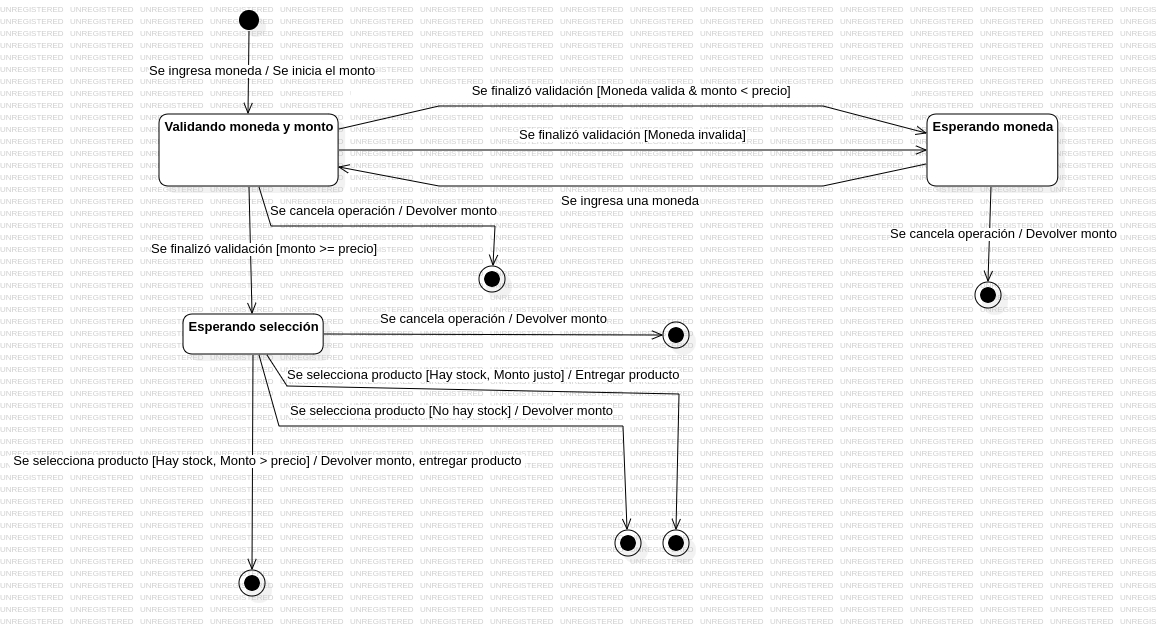 Se ingresa moneda / Se inicia el monto
Se finalizó validación [Moneda valida & monto < precio]
Validando moneda y monto
Esperando moneda
Se finalizó validación [Moneda invalida]
Se ingresa una moneda
Se cancela operación / Devolver monto
Se cancela operación / Devolver monto
Se finalizó validación [monto >= precio]
Esperando selección
Se cancela operación / Devolver monto
Se selecciona producto [Hay stock, Monto justo] / Entregar producto
Se selecciona producto [No hay stock] / Devolver monto
Se selecciona producto [Hay stock, Monto > precio] / Devolver monto, entregar producto
UNREGISTERED